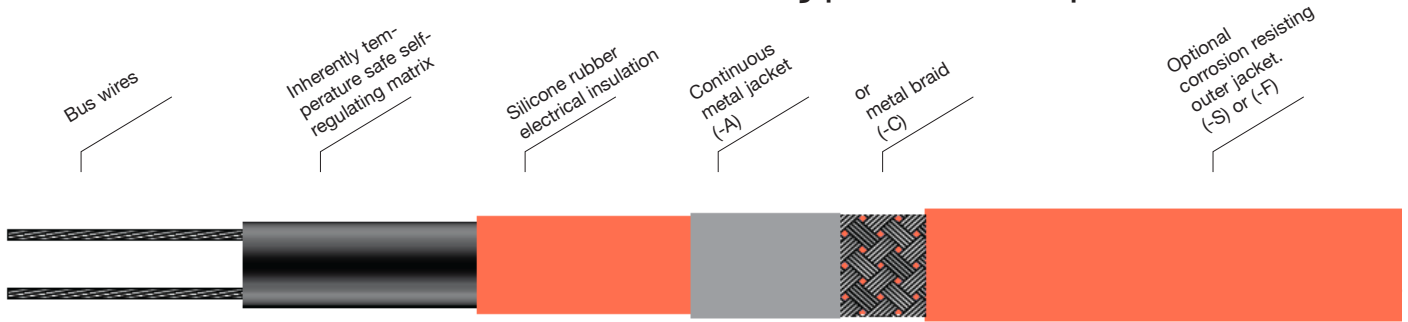 Bus wires
Inherently tem-
perature safe self-
regulating matrix
Silicone rubber
electrical insulation
Continuous
metal jacket
(-A)
or
metal braid
(-C)
Optional
corrosion resisting
outer jacket.
(-S) or (-F)